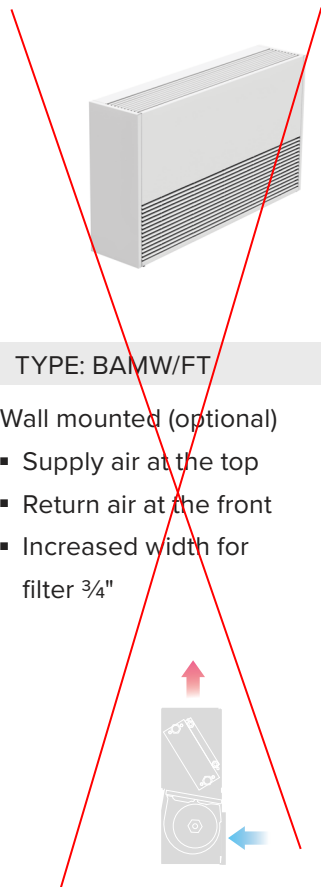 TYPE: BAMW/FT
Wall mounted (optional)
▪ Supply air at the top
▪ Return air at the front
▪ Increased width for
filter ¾"